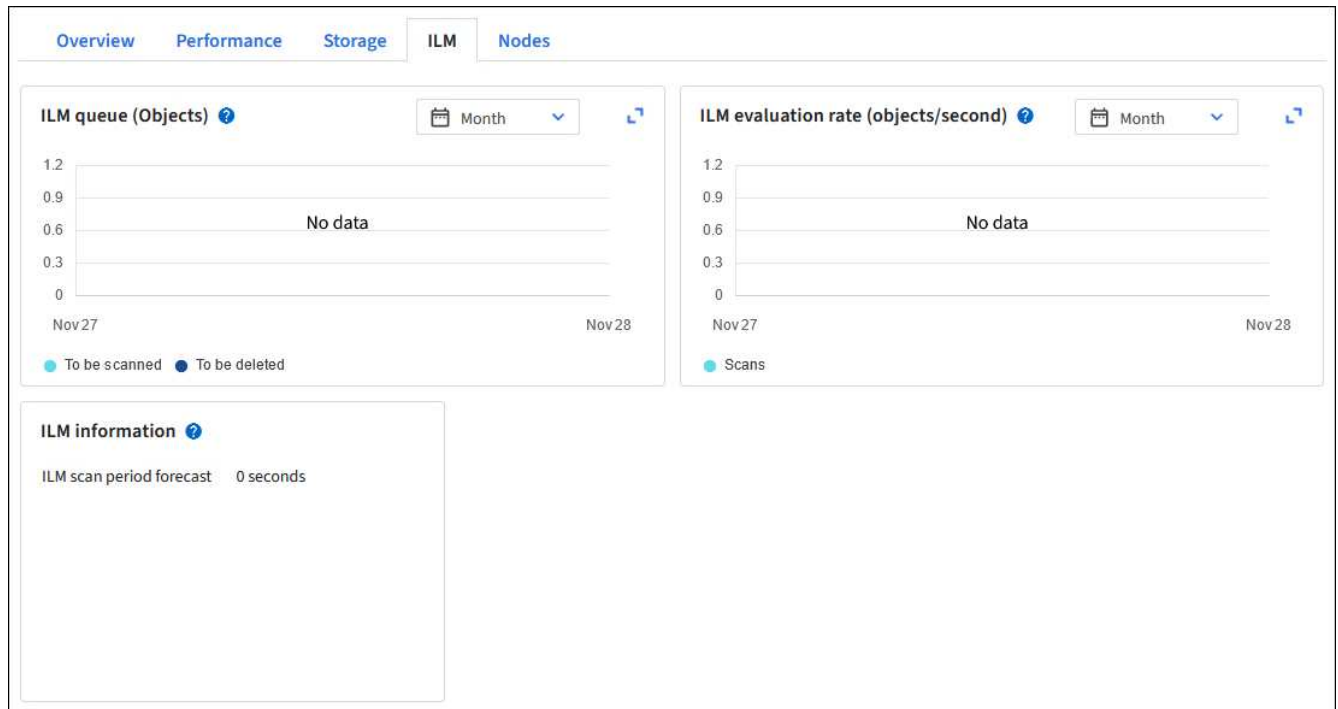 Overview Performance Storage ILM Nodes
ILM queue (Objects) ? Month
1.2
0.9
0.6
0.3
0
No data
Nov 27 Nov 28
To be scanned To be deleted
ILM evaluation rate (objects/second) ? Month
1.2
0.9
0.6
0.3
0
No data
Nov 27 Nov 28
Scans
ILM information ?
ILM scan period forecast 0 seconds